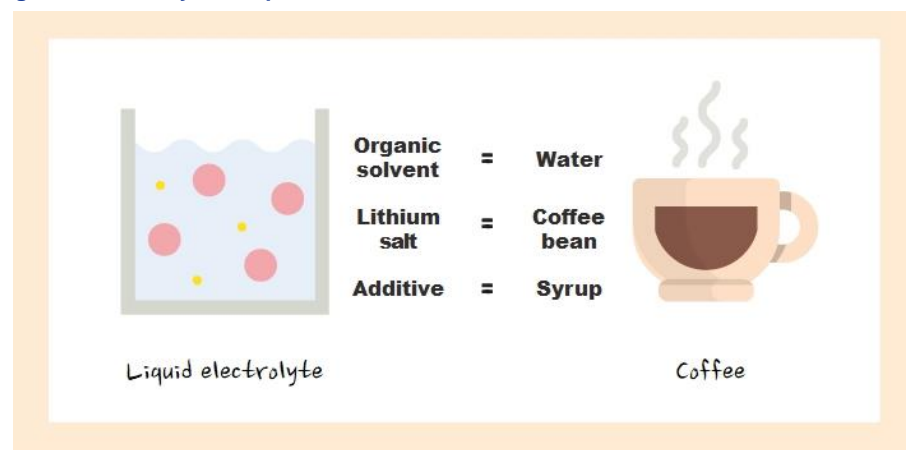 Organic
solvent = Water
Lithium
salt = Coffee
bean
Additive = Syrup
Liquid electrolyte
Coffee